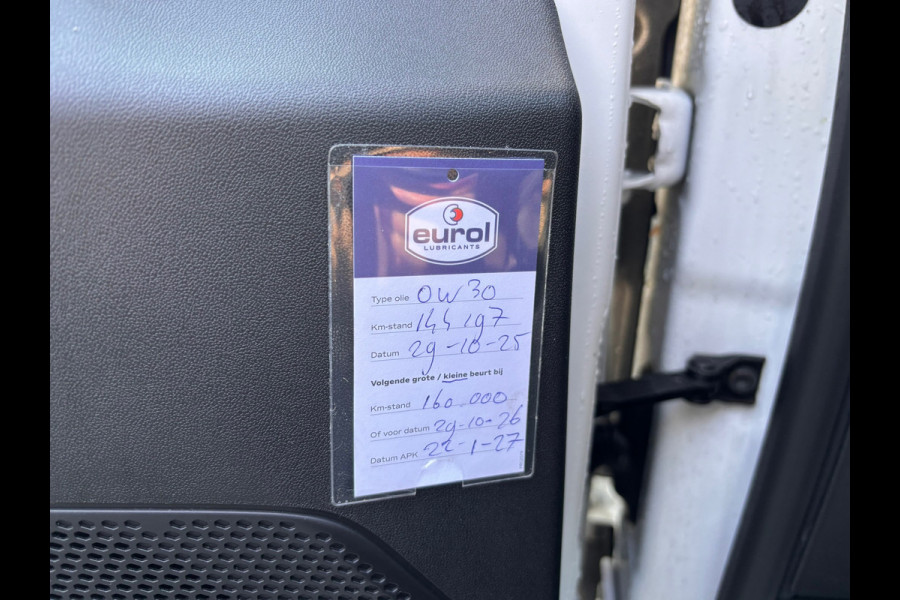 eurol
LUBRICANTS
Type olie 0W30
Km-stand 144197
Datum 29-10-25
Volgende grote / kleine beurt bij
Km-stand 160.000
Of voor datum 29-10-26
Datum APK 22-1-27